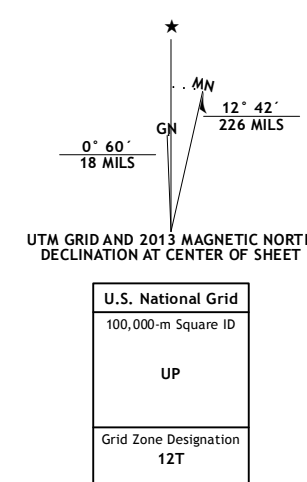 ★
MN
GN
12° 42´
226 MILS
0° 60´
18 MILS
UTM GRID AND 2013 MAGNETIC NORT
DECLINATION AT CENTER OF SHEET
U.S. National Grid
100,000-m Square ID
UP
Grid Zone Designation
12T